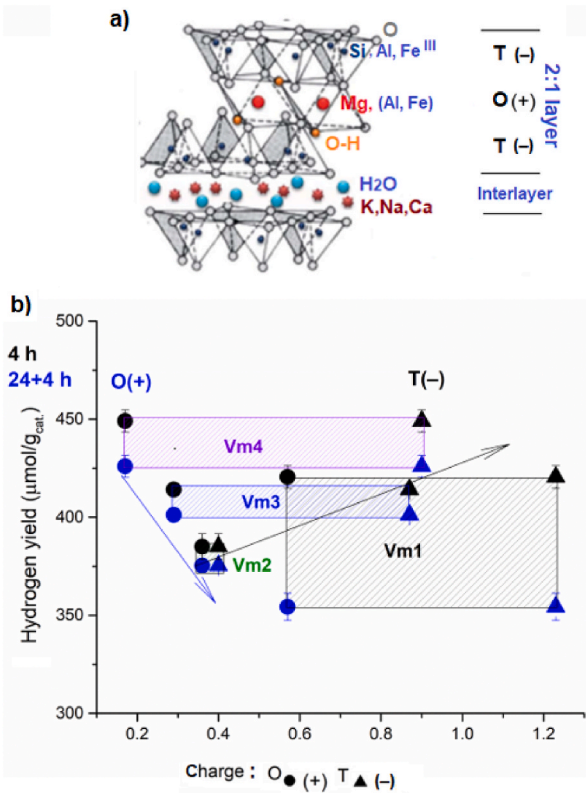 a)
O
Si, Al, Fe III
Mg, (Al, Fe)
O-H
H2O
K,Na,Ca
T (–)
O (+)
T (–)
2:1 layer
Interlayer
b)
4 h
24+4 h
O(+)
T(–)
Vm4
Vm3
Vm2
Vm1
Hydrogen yield (μmol/gcat.)
500
450
400
350
300
0.2 0.4 0.6 0.8 1.0 1.2
Charge : O (+) T (–)